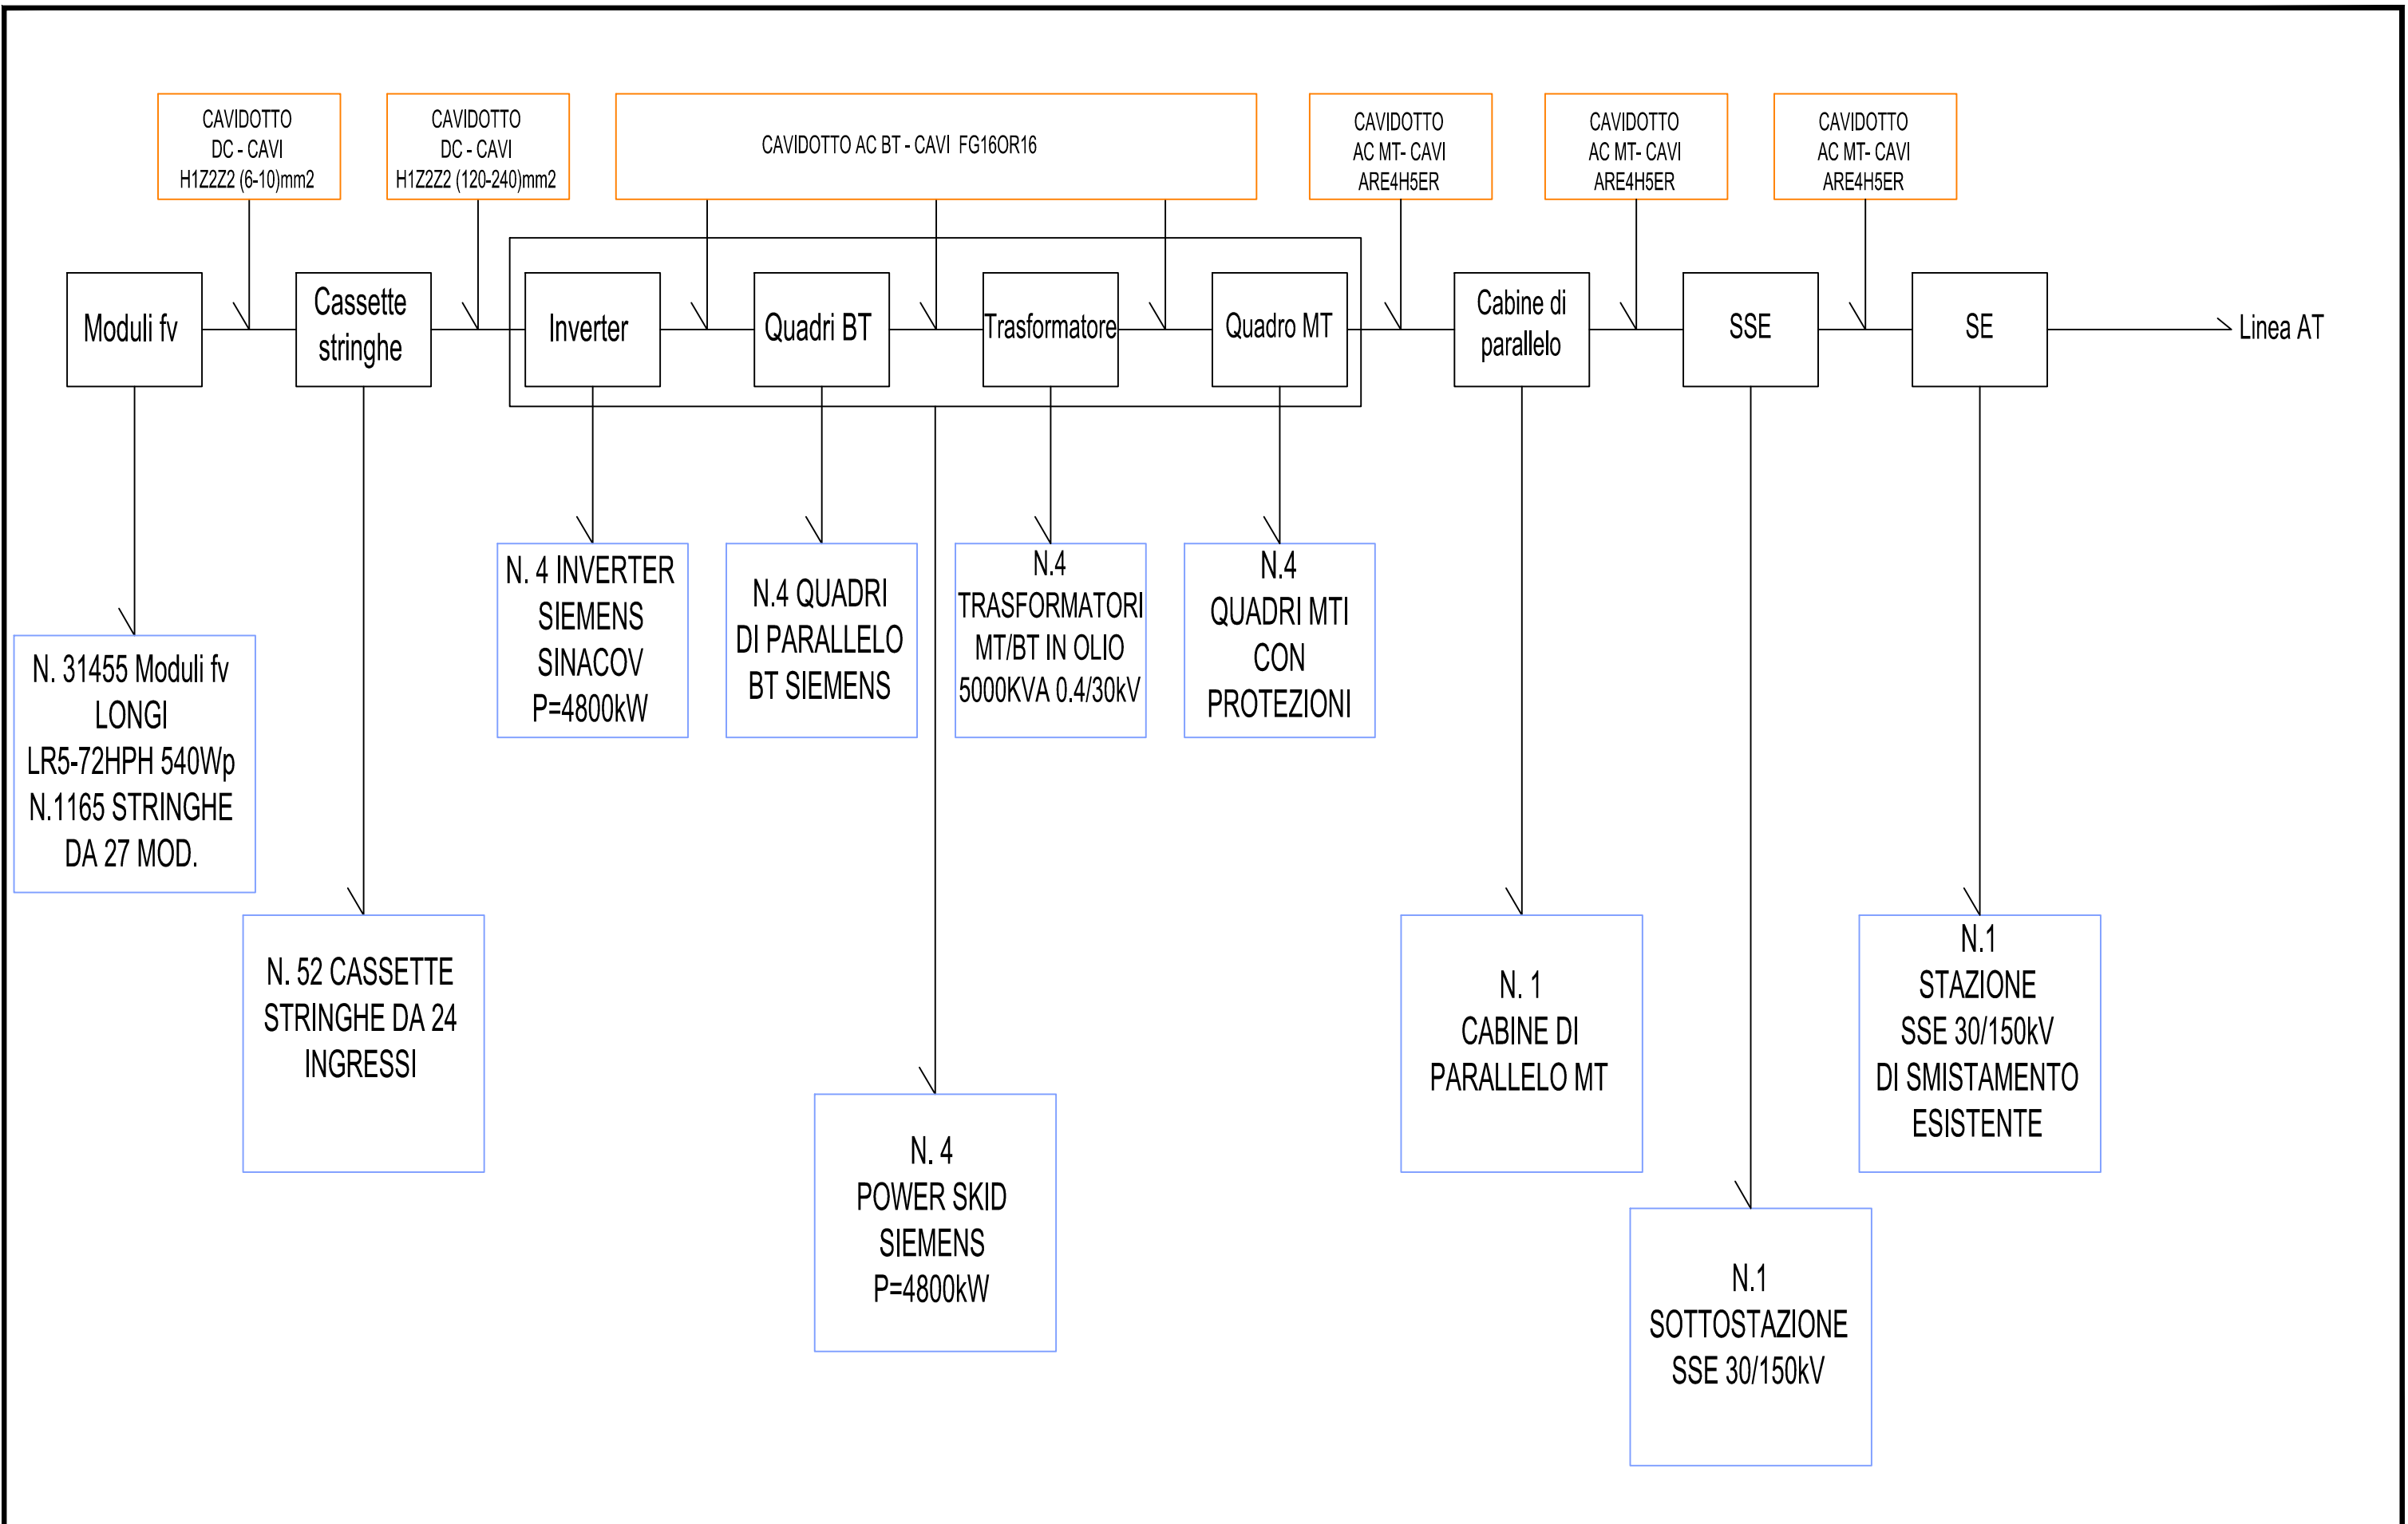 CAVIDOTTO
DC - CAVI
H1Z2Z2 (6-10)mm2
CAVIDOTTO
DC - CAVI
H1Z2Z2 (120-240)mm2
CAVIDOTTO AC BT - CAVI FG16OR16
CAVIDOTTO
AC MT- CAVI
ARE4H5ER
CAVIDOTTO
AC MT- CAVI
ARE4H5ER
CAVIDOTTO
AC MT- CAVI
ARE4H5ER
Moduli fv
Cassette
stringhe
Inverter
Quadri BT
Trasformatore
Quadro MT
Cabine di
parallelo
SSE
SE
Linea AT
N. 31455 Moduli fv
LONGI
LR5-72HPH 540Wp
N.1165 STRINGHE
DA 27 MOD.
N. 52 CASSETTE
STRINGHE DA 24
INGRESSI
N. 4 INVERTER
SIEMENS
SINACOV
P=4800kW
N.4 QUADRI
DI PARALLELO
BT SIEMENS
N.4
TRASFORMATORI
MT/BT IN OLIO
5000KVA 0.4/30kV
N.4
QUADRI MTI
CON
PROTEZIONI
N. 4
POWER SKID
SIEMENS
P=4800kW
N. 1
CABINE DI
PARALLELO MT
N.1
SOTTOSTAZIONE
SSE 30/150kV
N.1
STAZIONE
SSE 30/150kV
DI SMISTAMENTO
ESISTENTE